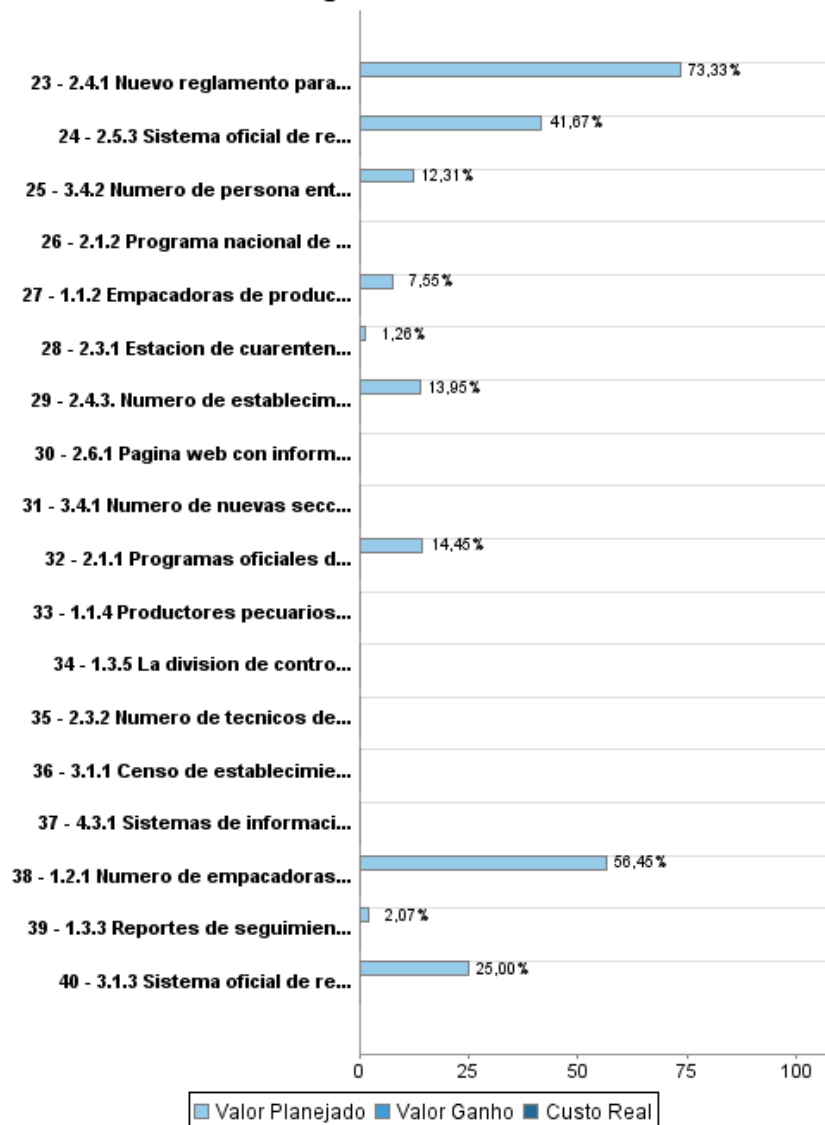 23 - 2.4.1 Nuevo reglamento para... 73,33%
24 - 2.5.3 Sistema oficial de re... 41,67%
25 - 3.4.2 Numero de persona ent... 12,31%
26 - 2.1.2 Programa nacional de ...
27 - 1.1.2 Empacadoras de produc... 7,55%
28 - 2.3.1 Estacion de cuarenten... 1,26%
29 - 2.4.3. Numero de establecim... 13,95%
30 - 2.6.1 Pagina web con inform...
31 - 3.4.1 Numero de nuevas secc...
32 - 2.1.1 Programas oficiales d... 14,45%
33 - 1.1.4 Productores pecuarios...
34 - 1.3.5 La division de contro...
35 - 2.3.2 Numero de tecnicos de...
36 - 3.1.1 Censo de establecimie...
37 - 4.3.1 Sistemas de informaci...
38 - 1.2.1 Numero de empacadoras... 56,45%
39 - 1.3.3 Reportes de seguimien... 2,07%
40 - 3.1.3 Sistema oficial de re... 25,00%
0 25 50 75 100
Valor Planejado Valor Ganho Custo Real